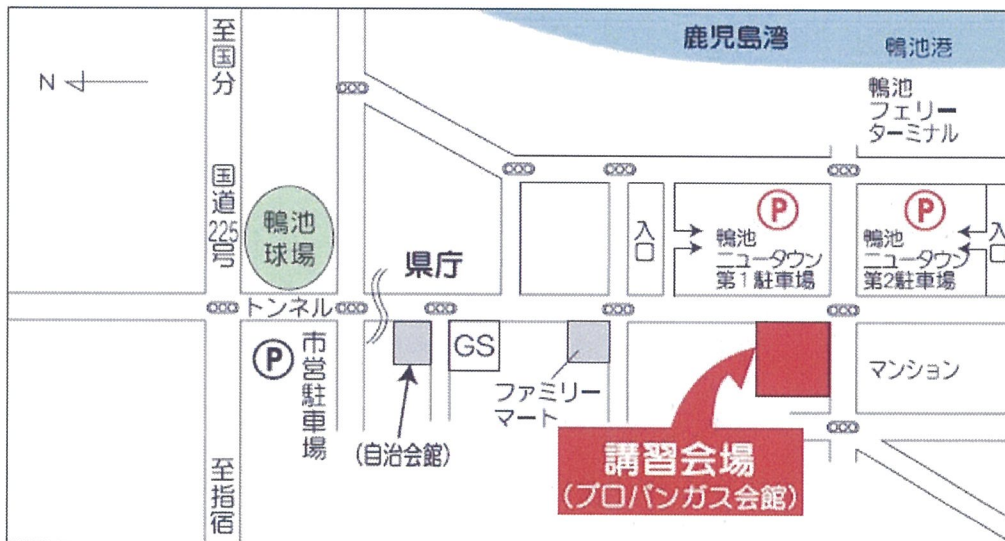 鹿児島湾
鴨池港
N
至国分
国道225号
至指宿
鴨池
フェリー
ターミナル
鴨池
球場
県庁
入口
P
鴨池
ニュータウン
第1駐車場
P
鴨池
ニュータウン
第2駐車場
入口
トンネル
P
市営駐車場
(自治会館)
GS
ファミリー
マート
マンション
講習会場
(プロパンガス会館)